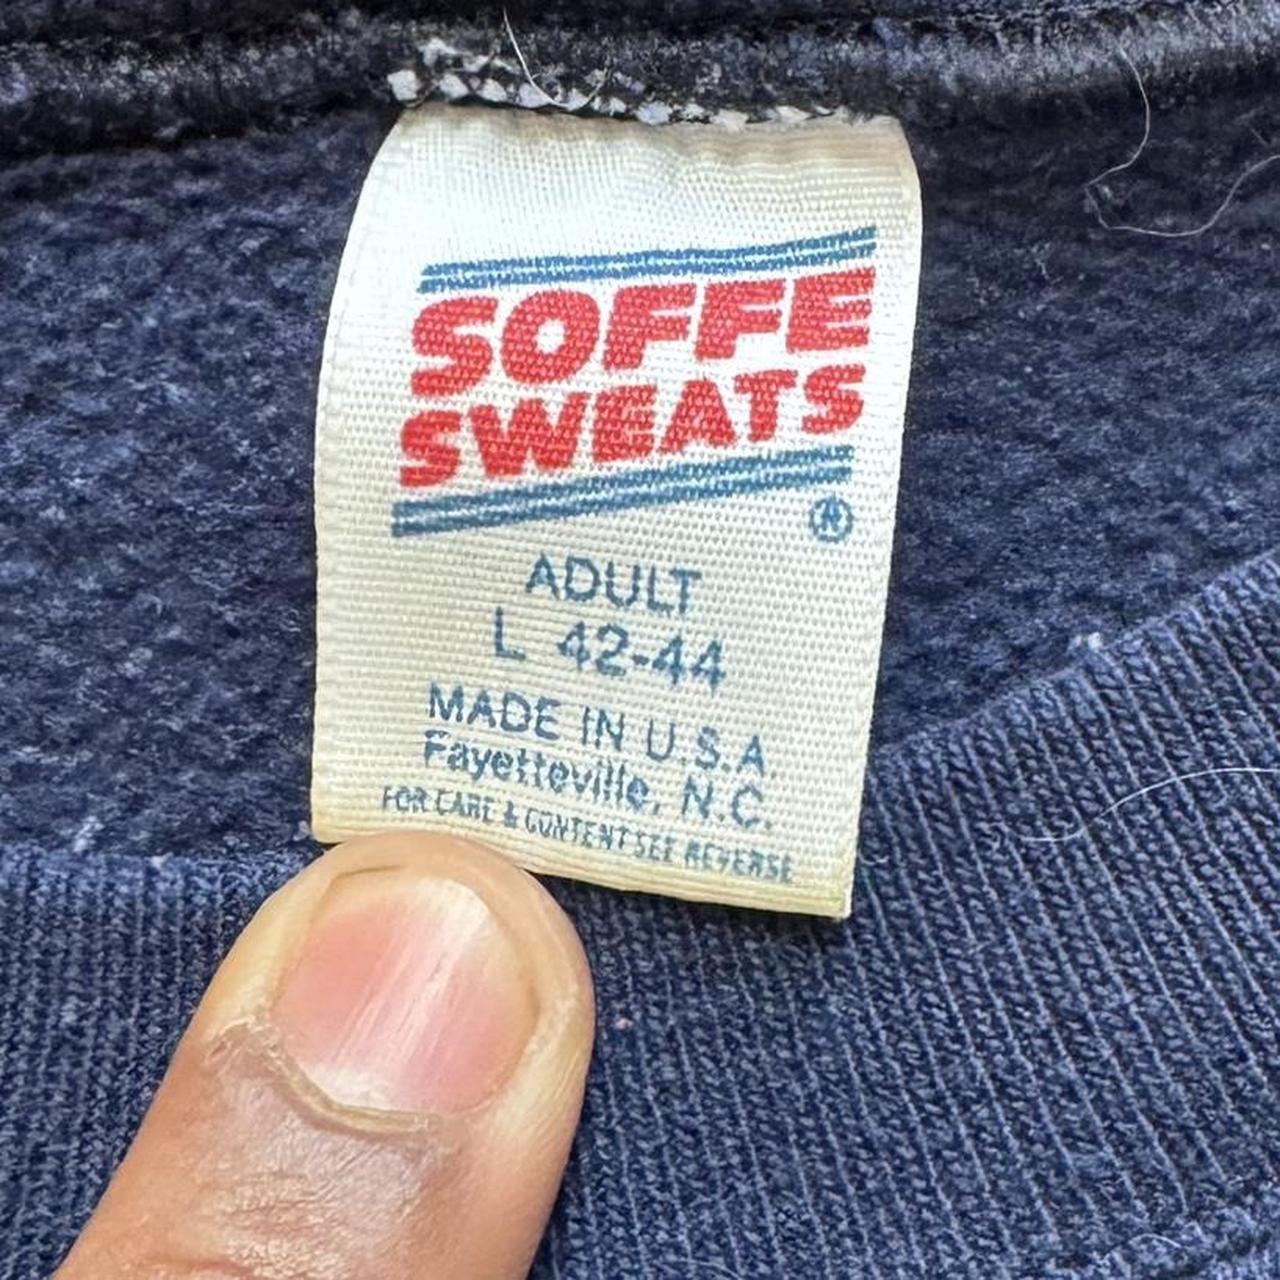 SOFFE
SWEATS
®
ADULT
L 42-44
MADE IN U.S.A.
Fayetteville, N.C.
FOR CARE & CONTENT SEE REVERSE